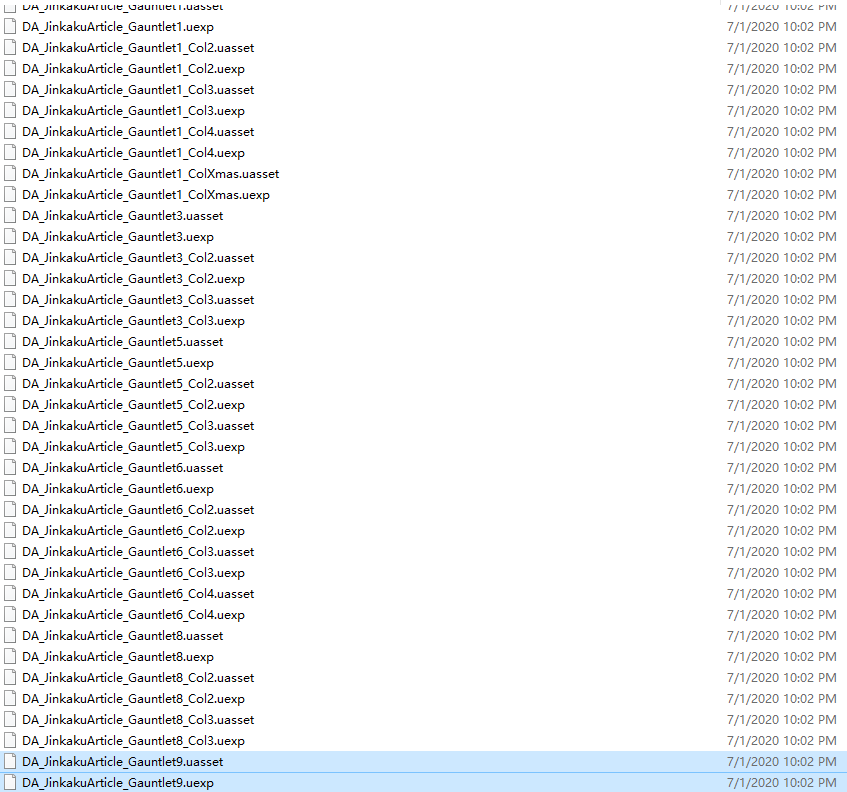 DA_JinkakuArticle_Gauntlet1.uasset 7/1/2020 10:02 PM
DA_JinkakuArticle_Gauntlet1.uexp 7/1/2020 10:02 PM
DA_JinkakuArticle_Gauntlet1_Col2.uasset 7/1/2020 10:02 PM
DA_JinkakuArticle_Gauntlet1_Col2.uexp 7/1/2020 10:02 PM
DA_JinkakuArticle_Gauntlet1_Col3.uasset 7/1/2020 10:02 PM
DA_JinkakuArticle_Gauntlet1_Col3.uexp 7/1/2020 10:02 PM
DA_JinkakuArticle_Gauntlet1_Col4.uasset 7/1/2020 10:02 PM
DA_JinkakuArticle_Gauntlet1_Col4.uexp 7/1/2020 10:02 PM
DA_JinkakuArticle_Gauntlet1_ColXmas.uasset 7/1/2020 10:02 PM
DA_JinkakuArticle_Gauntlet1_ColXmas.uexp 7/1/2020 10:02 PM
DA_JinkakuArticle_Gauntlet3.uasset 7/1/2020 10:02 PM
DA_JinkakuArticle_Gauntlet3.uexp 7/1/2020 10:02 PM
DA_JinkakuArticle_Gauntlet3_Col2.uasset 7/1/2020 10:02 PM
DA_JinkakuArticle_Gauntlet3_Col2.uexp 7/1/2020 10:02 PM
DA_JinkakuArticle_Gauntlet3_Col3.uasset 7/1/2020 10:02 PM
DA_JinkakuArticle_Gauntlet3_Col3.uexp 7/1/2020 10:02 PM
DA_JinkakuArticle_Gauntlet5.uasset 7/1/2020 10:02 PM
DA_JinkakuArticle_Gauntlet5.uexp 7/1/2020 10:02 PM
DA_JinkakuArticle_Gauntlet5_Col2.uasset 7/1/2020 10:02 PM
DA_JinkakuArticle_Gauntlet5_Col2.uexp 7/1/2020 10:02 PM
DA_JinkakuArticle_Gauntlet5_Col3.uasset 7/1/2020 10:02 PM
DA_JinkakuArticle_Gauntlet5_Col3.uexp 7/1/2020 10:02 PM
DA_JinkakuArticle_Gauntlet6.uasset 7/1/2020 10:02 PM
DA_JinkakuArticle_Gauntlet6.uexp 7/1/2020 10:02 PM
DA_JinkakuArticle_Gauntlet6_Col2.uasset 7/1/2020 10:02 PM
DA_JinkakuArticle_Gauntlet6_Col2.uexp 7/1/2020 10:02 PM
DA_JinkakuArticle_Gauntlet6_Col3.uasset 7/1/2020 10:02 PM
DA_JinkakuArticle_Gauntlet6_Col3.uexp 7/1/2020 10:02 PM
DA_JinkakuArticle_Gauntlet6_Col4.uasset 7/1/2020 10:02 PM
DA_JinkakuArticle_Gauntlet6_Col4.uexp 7/1/2020 10:02 PM
DA_JinkakuArticle_Gauntlet8.uasset 7/1/2020 10:02 PM
DA_JinkakuArticle_Gauntlet8.uexp 7/1/2020 10:02 PM
DA_JinkakuArticle_Gauntlet8_Col2.uasset 7/1/2020 10:02 PM
DA_JinkakuArticle_Gauntlet8_Col2.uexp 7/1/2020 10:02 PM
DA_JinkakuArticle_Gauntlet8_Col3.uasset 7/1/2020 10:02 PM
DA_JinkakuArticle_Gauntlet8_Col3.uexp 7/1/2020 10:02 PM
DA_JinkakuArticle_Gauntlet9.uasset 7/1/2020 10:02 PM
DA_JinkakuArticle_Gauntlet9.uexp 7/1/2020 10:02 PM